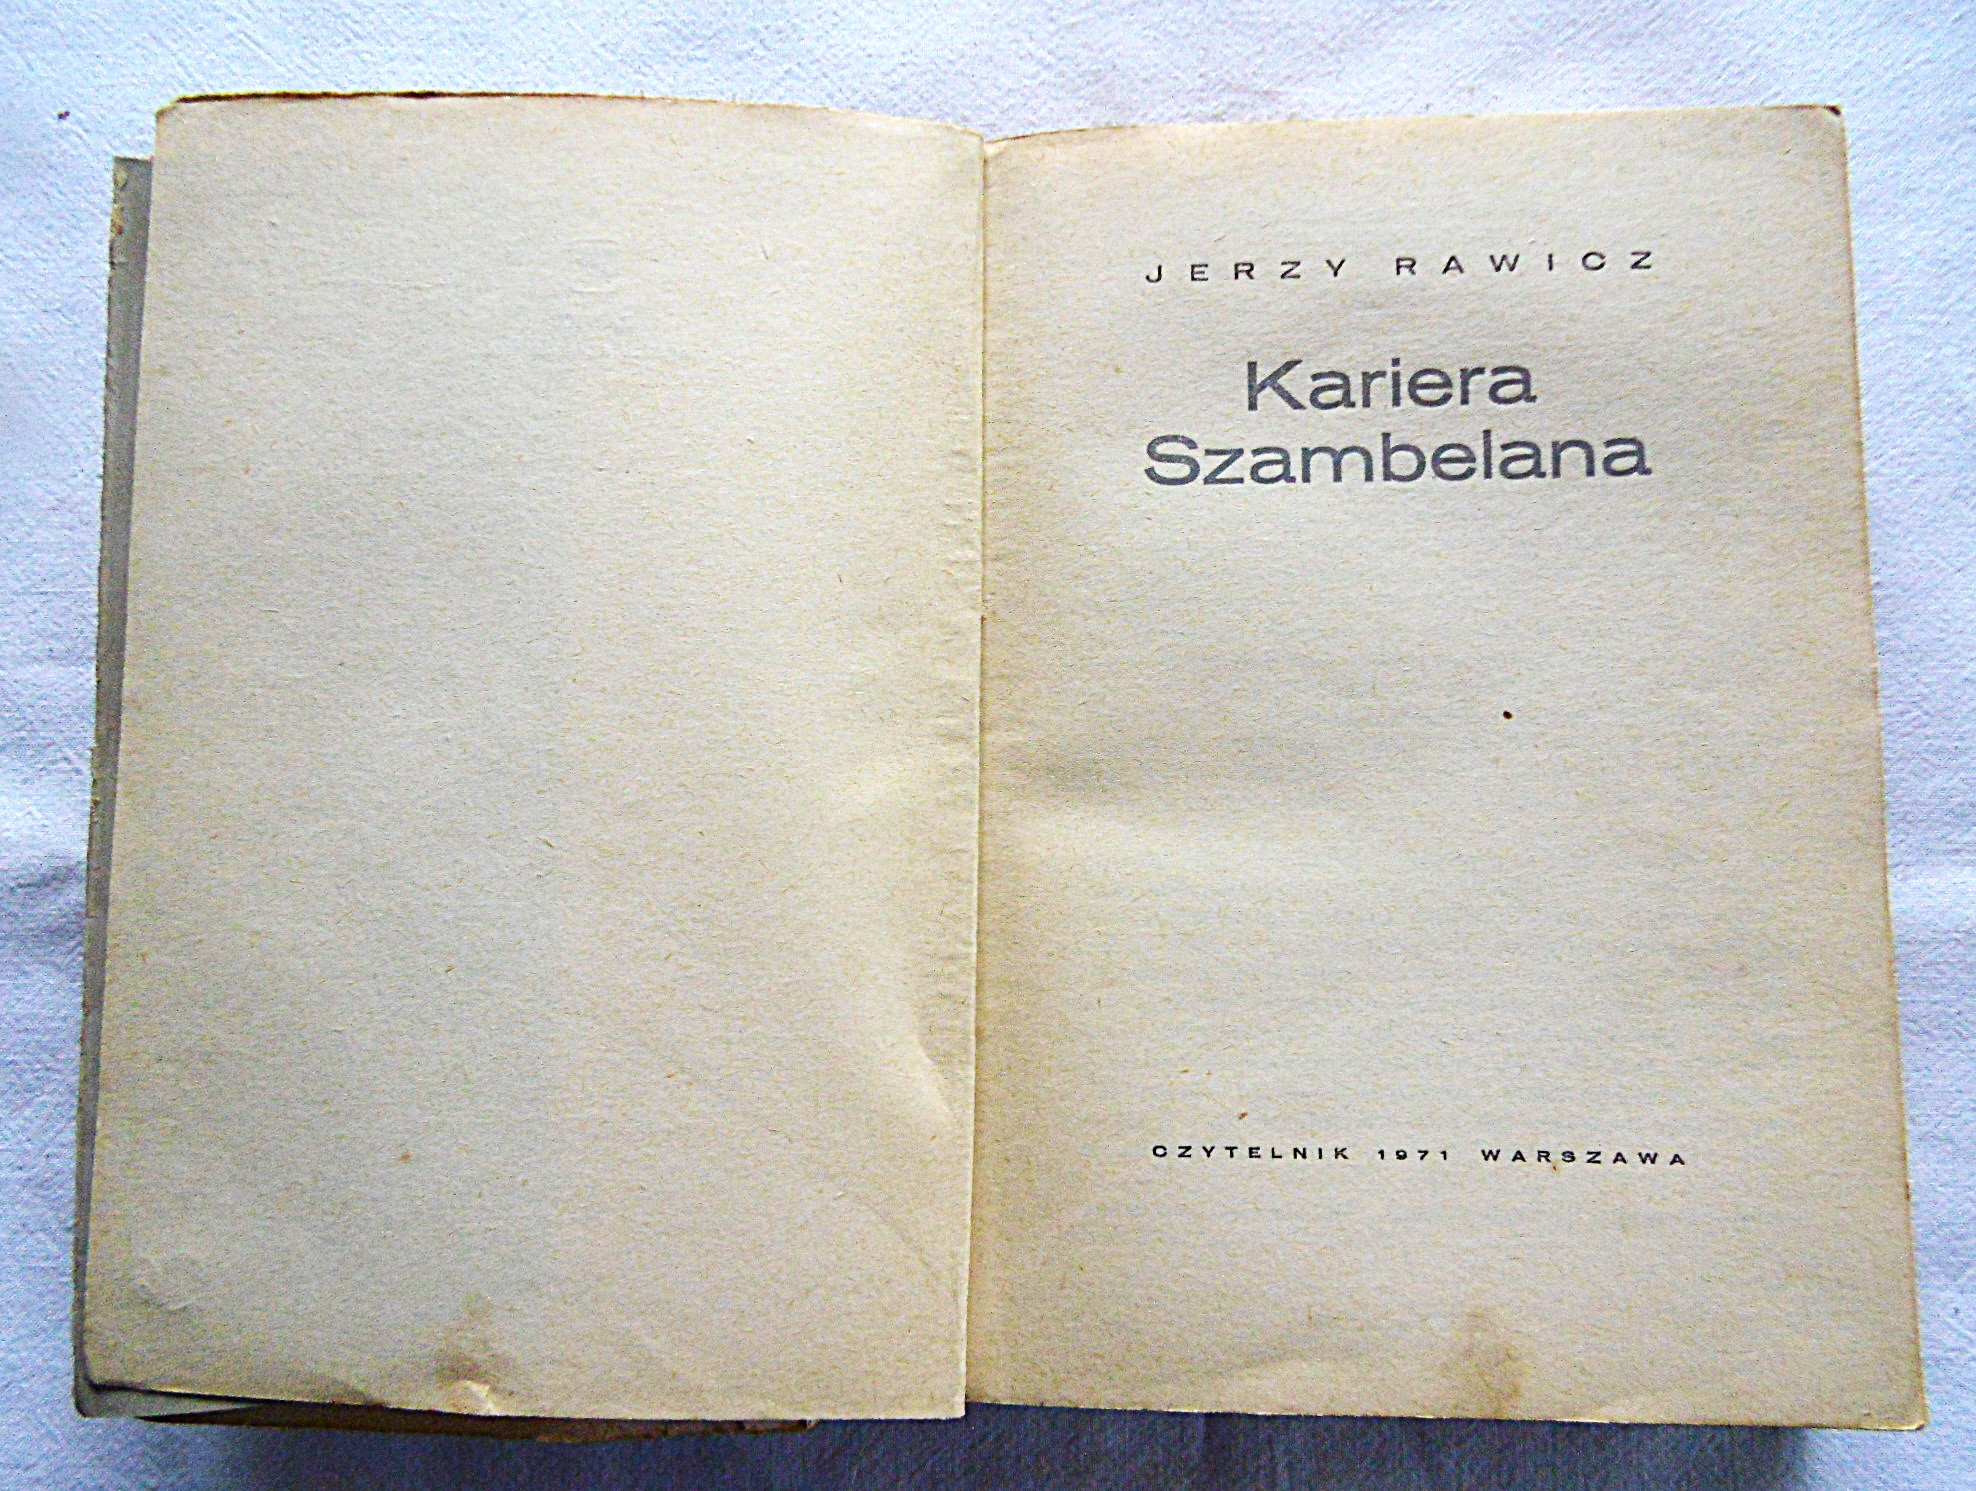 JERZY RAWICZ
Kariera
Szambelana
CZYTELNIK 1971 WARSZAWA